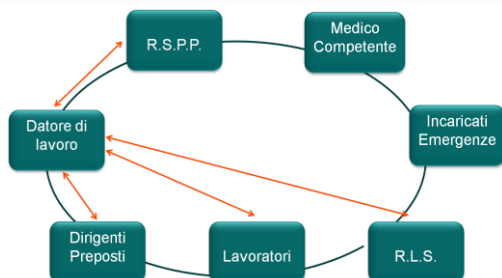 R.S.P.P.
Medico
Competente
Datore di
lavoro
Incaricati
Emergenze
Dirigenti
Preposti
Lavoratori
R.L.S.